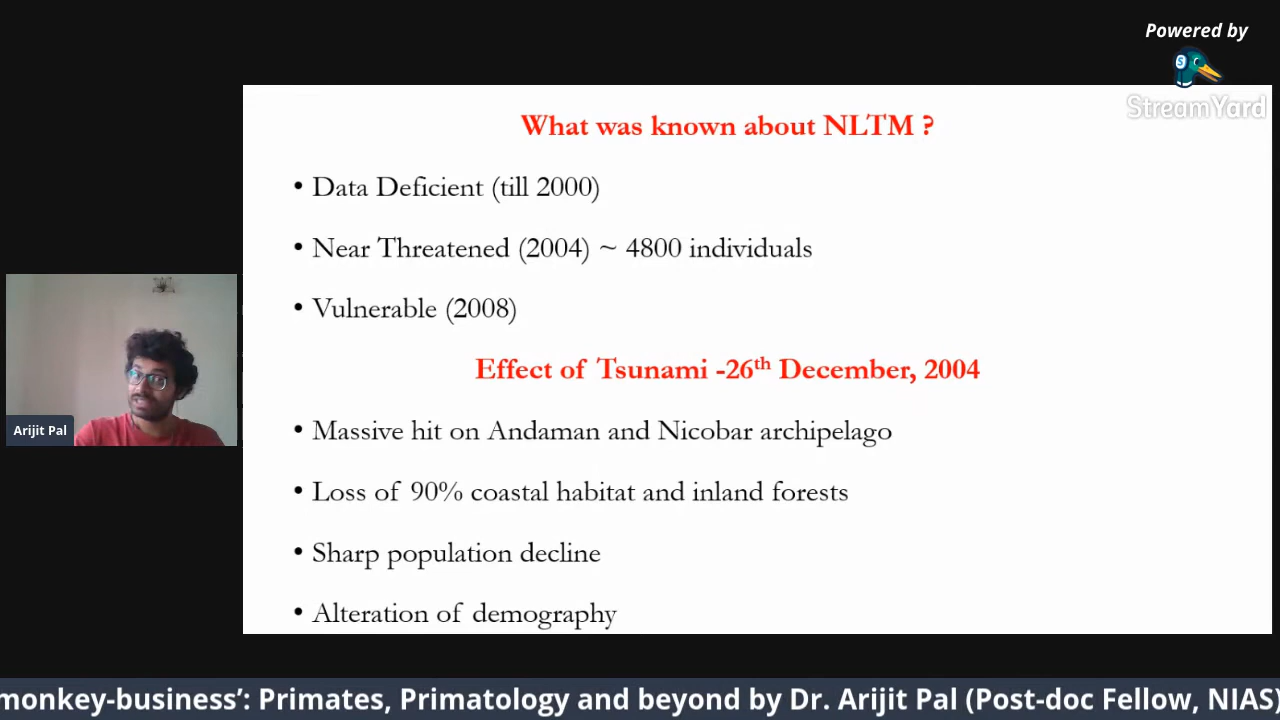 Powered by
StreamYard
What was known about NLTM ?
• Data Deficient (till 2000)
• Near Threatened (2004) ~ 4800 individuals
• Vulnerable (2008)
Effect of Tsunami -26th December, 2004
• Massive hit on Andaman and Nicobar archipelago
• Loss of 90% coastal habitat and inland forests
• Sharp population decline
• Alteration of demography
Arijit Pal
monkey-business’: Primates, Primatology and beyond by Dr. Arijit Pal (Post-doc Fellow, NIAS)